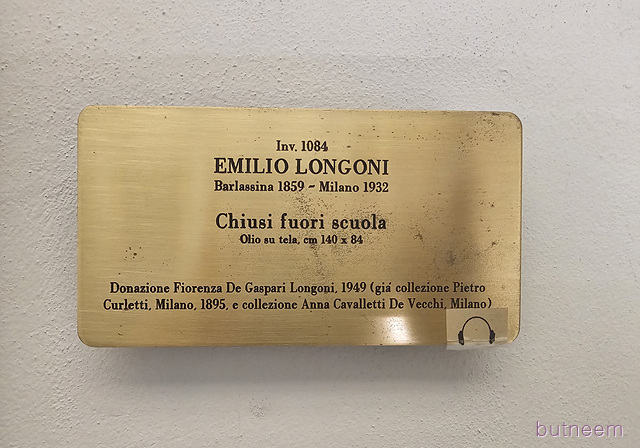 Inv. 1084
EMILIO LONGONI
Barlassina 1859 - Milano 1932
Chiusi fuori scuola
Olio su tela, cm 140 x 84
Donazione Fiorenza De Gaspari Longoni, 1949 (giá collezione Pietro
Curletti, Milano, 1895, e collezione Anna Cavalletti De Vecchi, Milano)
butneem